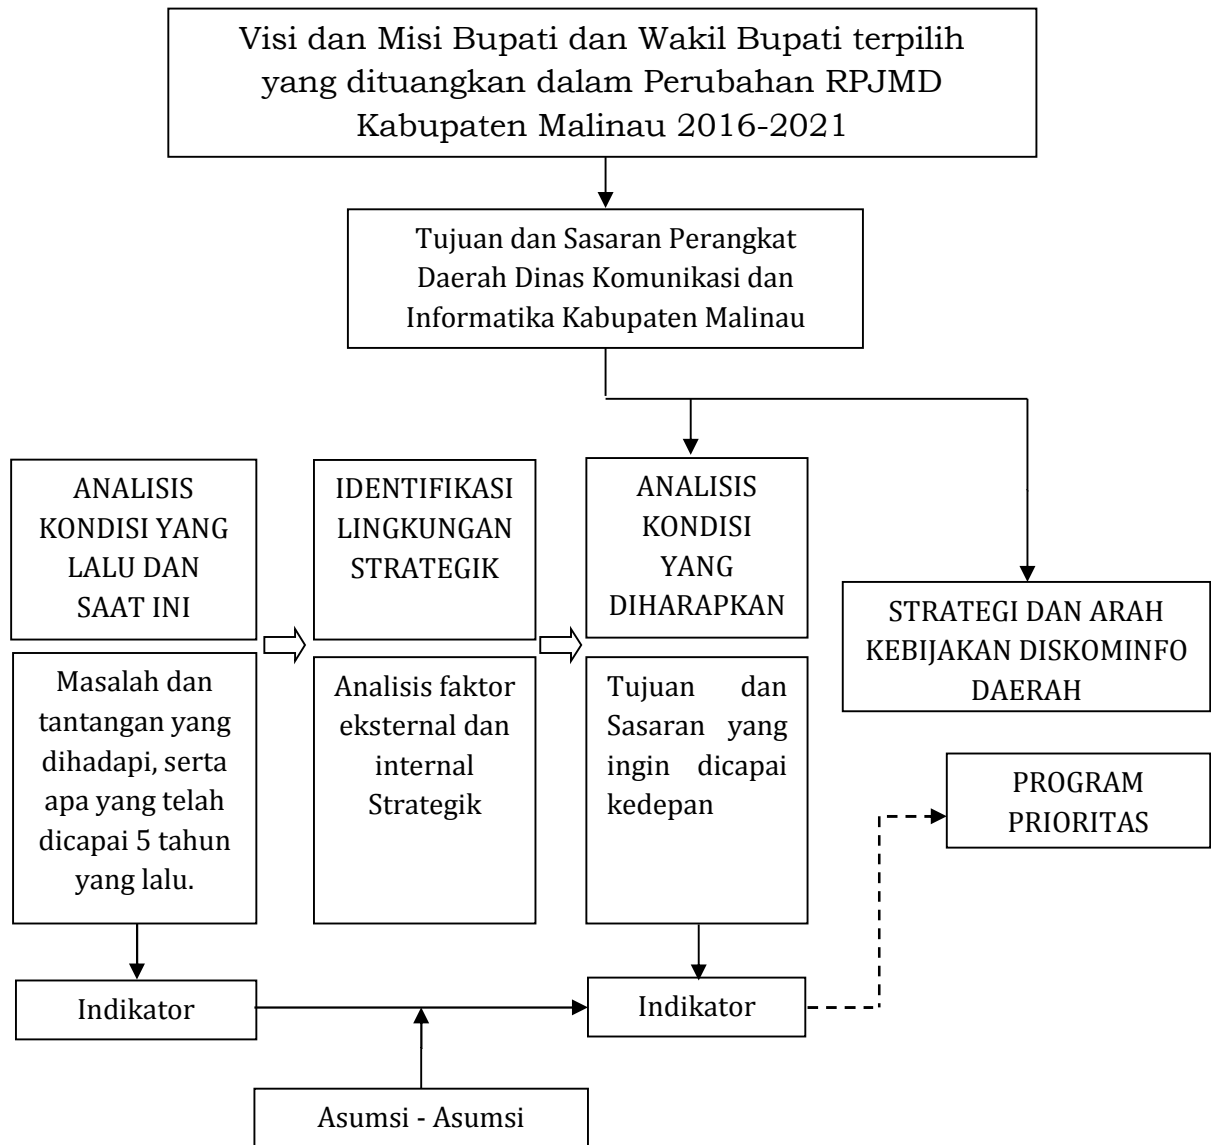 Visi dan Misi Bupati dan Wakil Bupati terpilih
yang dituangkan dalam Perubahan RPJMD
Kabupaten Malinau 2016-2021
Tujuan dan Sasaran Perangkat
Daerah Dinas Komunikasi dan
Informatika Kabupaten Malinau
ANALISIS
KONDISI YANG
LALU DAN
SAAT INI
IDENTIFIKASI
LINGKUNGAN
STRATEGIK
ANALISIS
KONDISI
YANG
DIHARAPKAN
STRATEGI DAN ARAH
KEBIJAKAN DISKOMINFO
DAERAH
Masalah dan
tantangan yang
dihadapi, serta
apa yang telah
dicapai 5 tahun
yang lalu.
Analisis faktor
eksternal dan
internal
Strategik
Tujuan dan
Sasaran yang
ingin dicapai
kedepan
PROGRAM
PRIORITAS
Indikator
Indikator
Asumsi - Asumsi